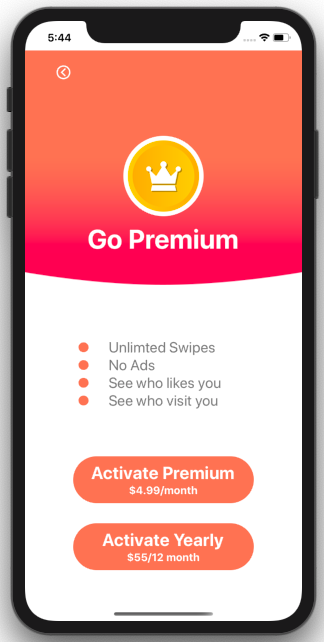 5:44
Go Premium
Unlimted Swipes
No Ads
See who likes you
See who visit you
Activate Premium
$4.99/month
Activate Yearly
$55/12 month